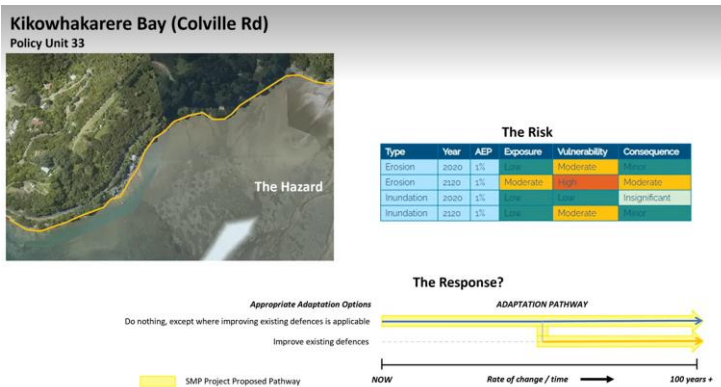 Kikowhakarere Bay (Colville Rd)
Policy Unit 33
The Hazard
The Risk
Type Year AEP Exposure Vulnerability Consequence
Erosion 2020 1% Low Moderate Minor
Erosion 2120 1% Moderate High Moderate
Inundation 2020 1% Low Low Insignificant
Inundation 2120 1% Low Moderate Minor
The Response?
Appropriate Adaptation Options ADAPTATION PATHWAY
Do nothing, except where improving existing defences is applicable
Improve existing defences
SMP Project Proposed Pathway
NOW Rate of change / time 100 years +